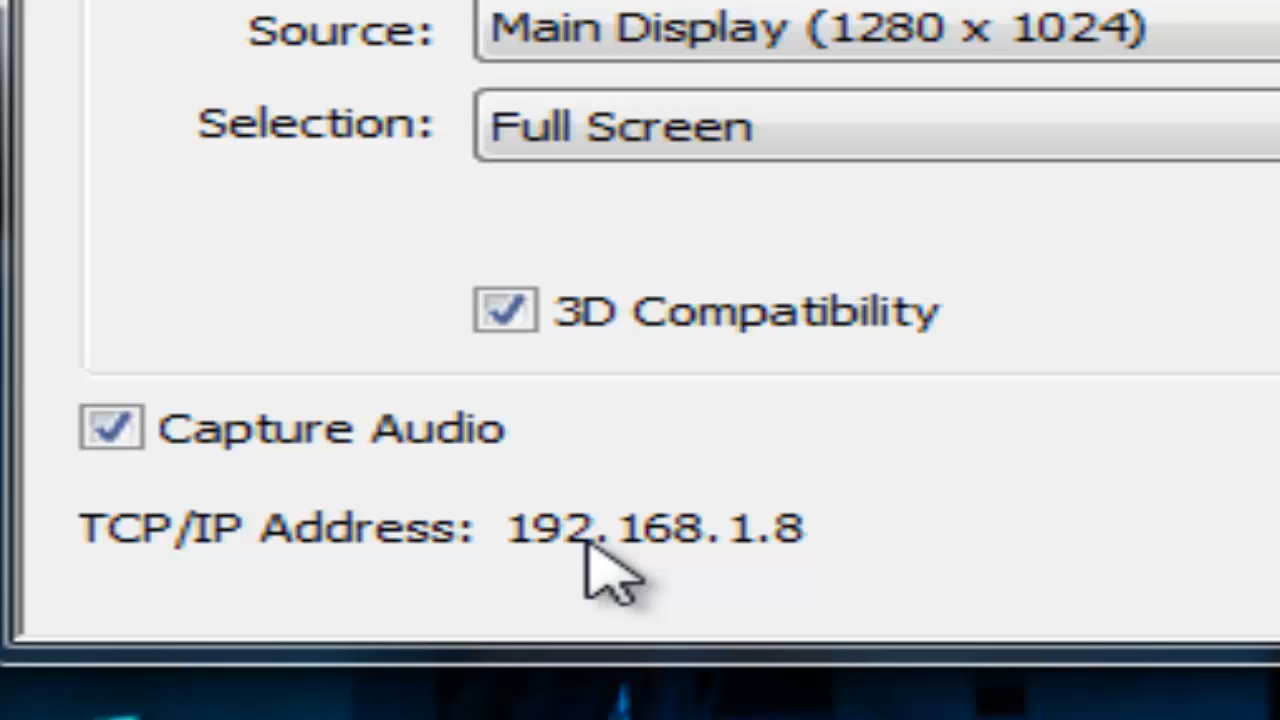 Source: Main Display (1280 x 1024)
Selection: Full Screen
3D Compatibility
Capture Audio
TCP/IP Address: 192.168.1.8